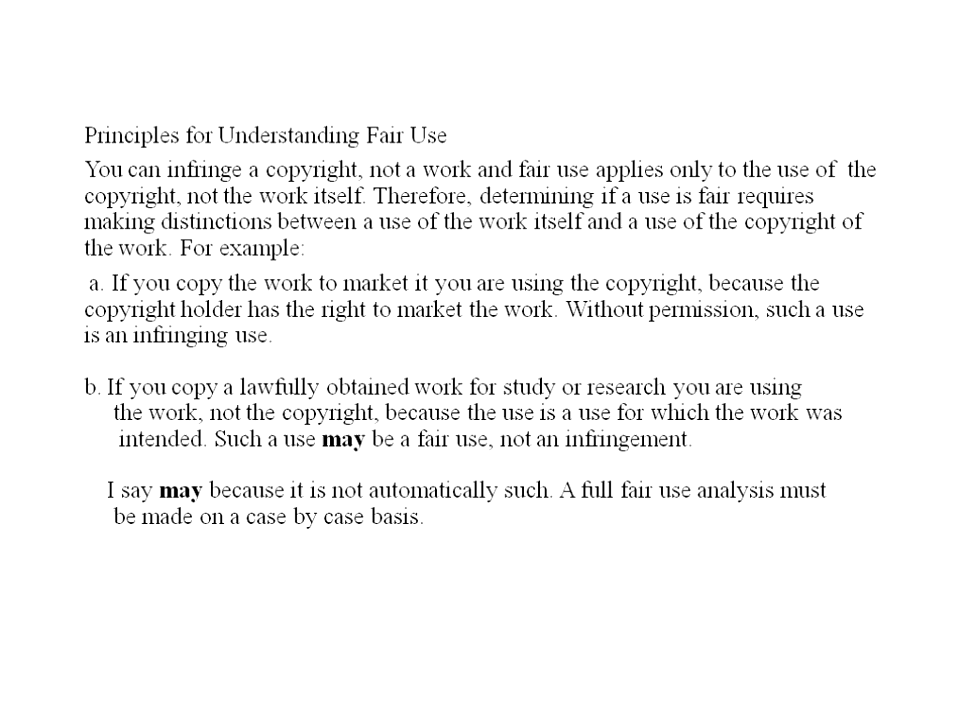 Principles for Understanding Fair Use
You can infringe a copyright, not a work and fair use applies only to the use of the
copyright, not the work itself. Therefore, determining if a use is fair requires
making distinctions between a use of the work itself and a use of the copyright of
the work. For example:
a. If you copy the work to market it you are using the copyright, because the
copyright holder has the right to market the work. Without permission, such a use
is an infringing use.
b. If you copy a lawfully obtained work for study or research you are using
the work, not the copyright, because the use is a use for which the work was
intended. Such a use may be a fair use, not an infringement.
I say may because it is not automatically such. A full fair use analysis must
be made on a case by case basis.